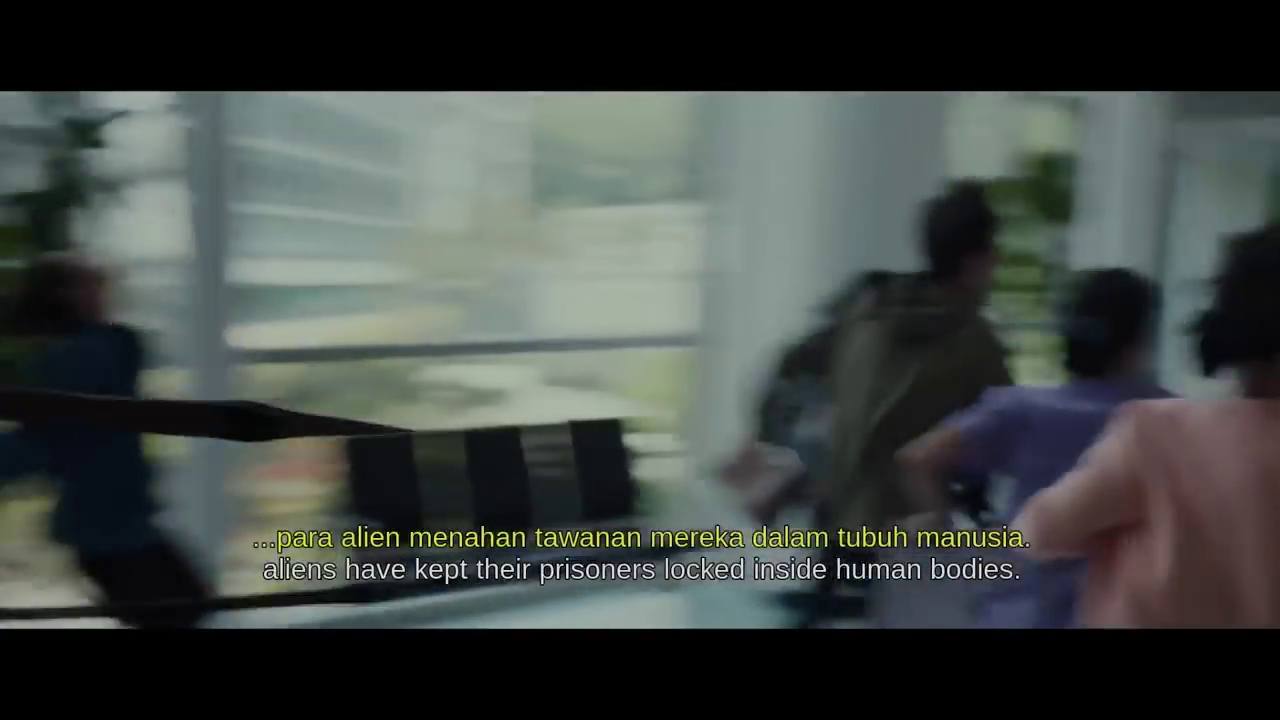 ...para alien menahan tawanan mereka dalam tubuh manusia.
aliens have kept their prisoners locked inside human bodies.